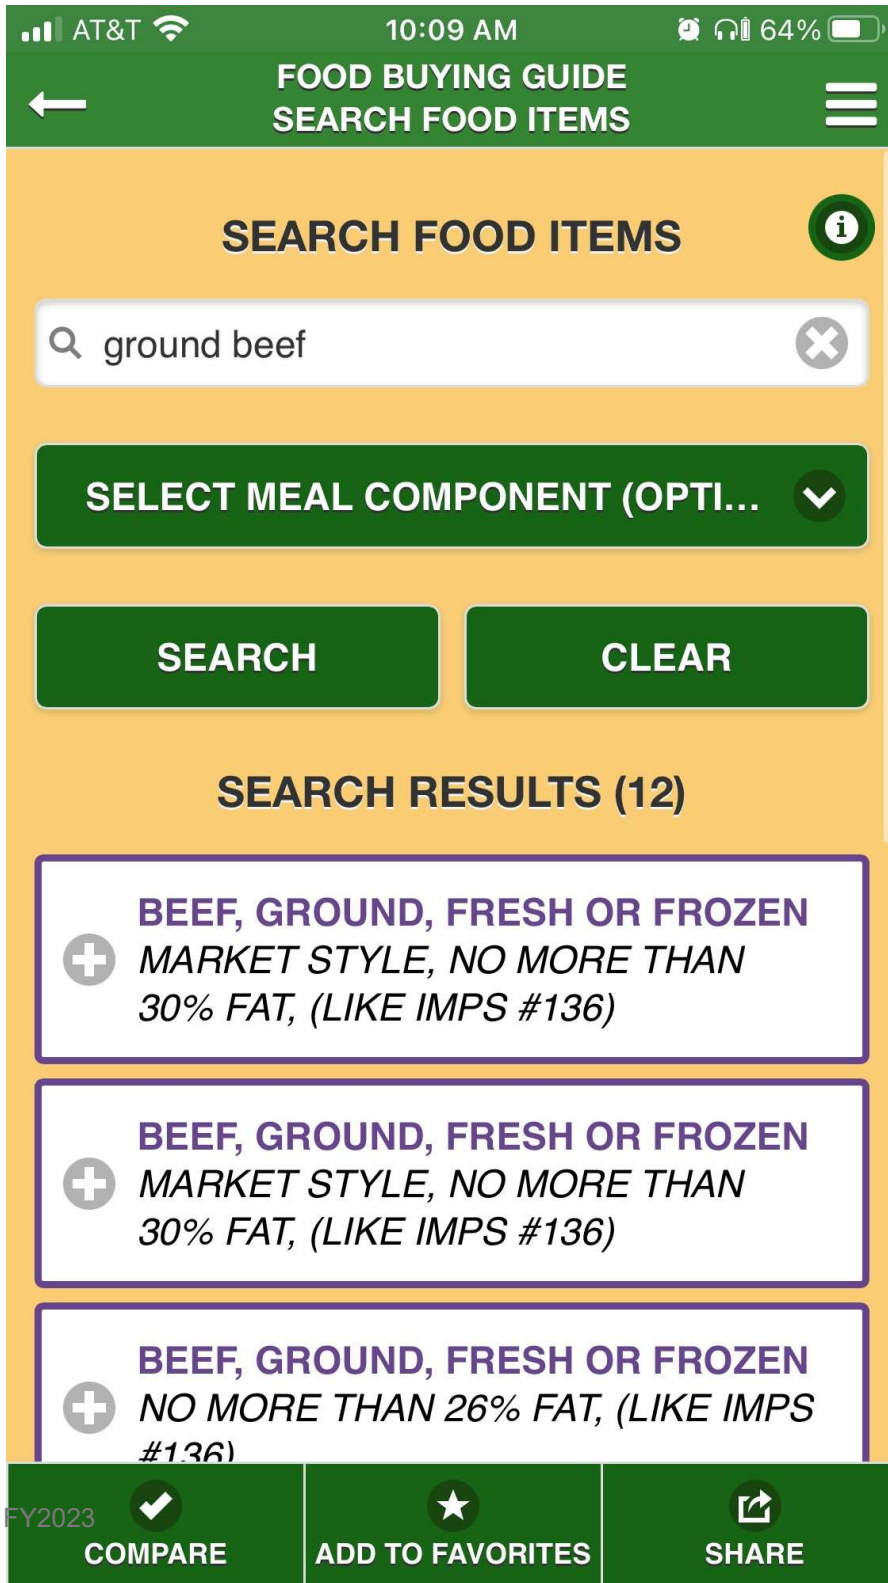 AT&T 10:09 AM 64%
FOOD BUYING GUIDE
SEARCH FOOD ITEMS
SEARCH FOOD ITEMS
ground beef
SELECT MEAL COMPONENT (OPTI...
SEARCH CLEAR
SEARCH RESULTS (12)
BEEF, GROUND, FRESH OR FROZEN
MARKET STYLE, NO MORE THAN
30% FAT, (LIKE IMPS #136)
BEEF, GROUND, FRESH OR FROZEN
MARKET STYLE, NO MORE THAN
30% FAT, (LIKE IMPS #136)
BEEF, GROUND, FRESH OR FROZEN
NO MORE THAN 26% FAT, (LIKE IMPS
#136)
FY2023
COMPARE ADD TO FAVORITES SHARE